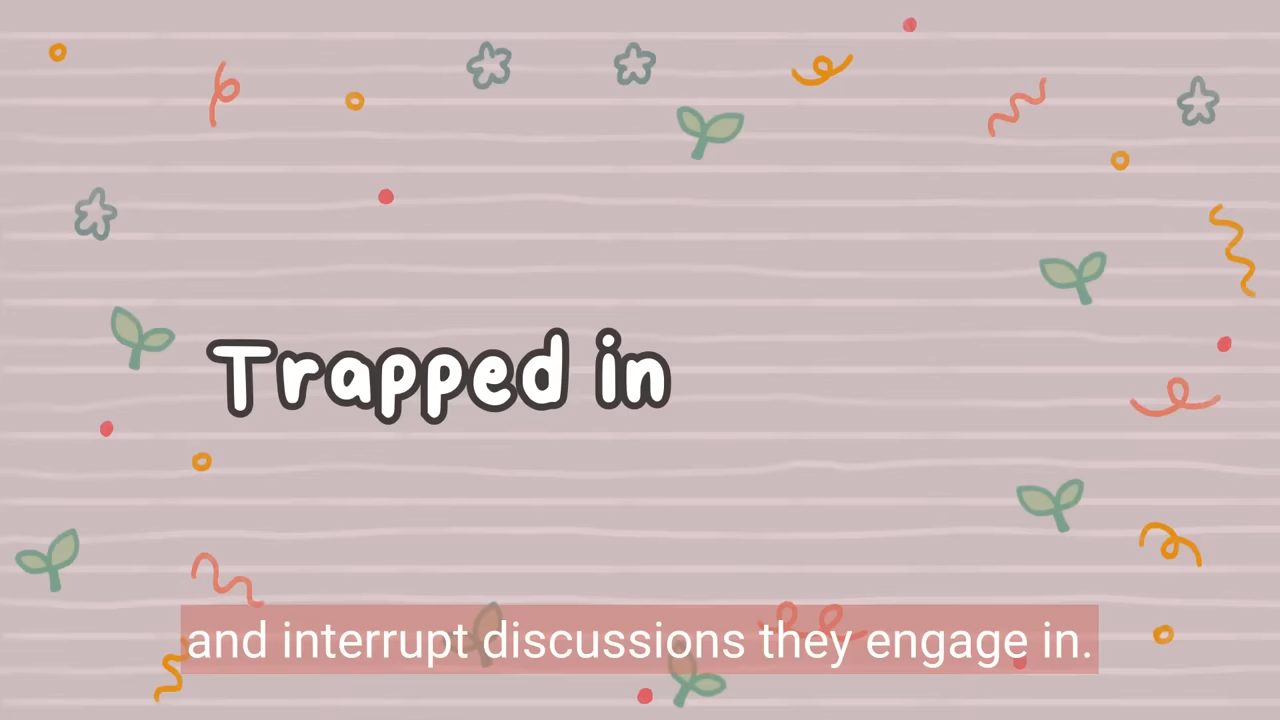 Trapped in
and interrupt discussions they engage in.